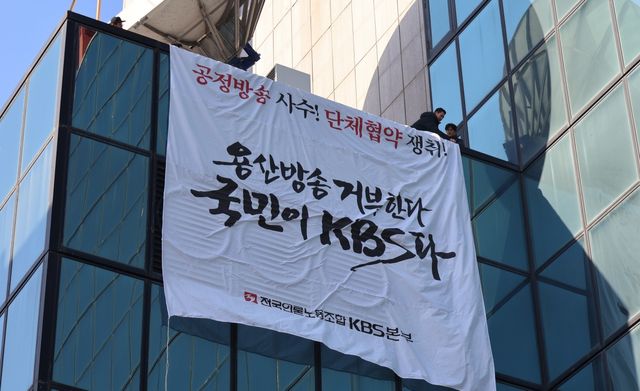 공정방송 사수! 단체협약 쟁취!
용산방송 거부한다
국민이 KBS다
전국언론노동조합 KBS본부